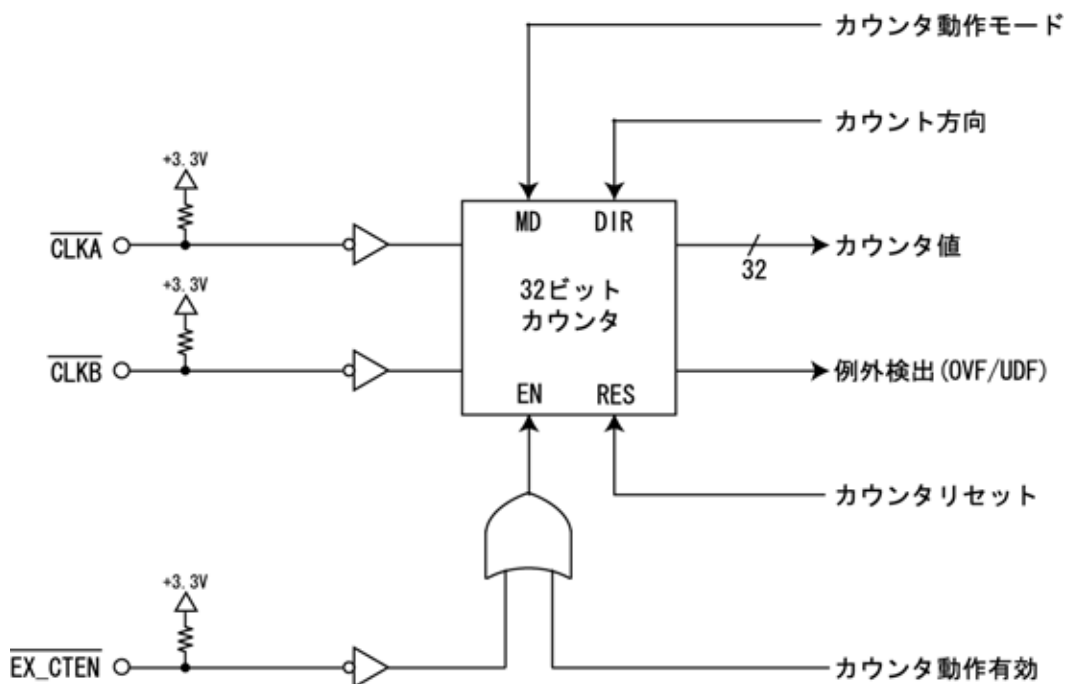 カウンタ動作モード
カウント方向
+3.3V
CLKA
MD DIR
カウンタ値
32
32ビット
カウンタ
+3.3V
CLKB
例外検出(OVF/UDF)
EN RES
カウンタリセット
+3.3V
EX_CTEN
カウンタ動作有効